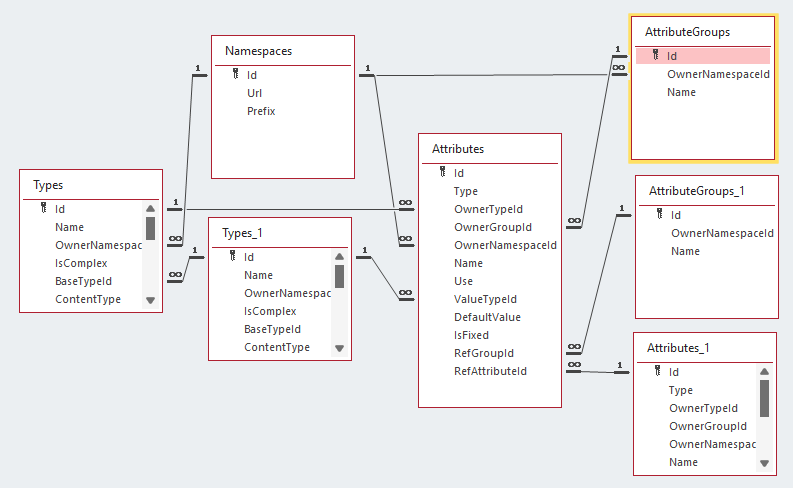 Namespaces
Id
Url
Prefix
1
1
AttributeGroups
Id
OwnerNamespaceId
Name
1
∞
Types
Id
Name
OwnerNamespac
IsComplex
BaseTypeId
ContentType
1
∞
∞
Types_1
Id
Name
OwnerNamespac
IsComplex
BaseTypeId
ContentType
1
1
Attributes
Id
Type
OwnerTypeId
OwnerGroupId
OwnerNamespaceId
Name
Use
ValueTypeId
DefaultValue
IsFixed
RefGroupId
RefAttributeId
∞
∞
∞
∞
∞
∞
AttributeGroups_1
Id
OwnerNamespaceId
Name
1
Attributes_1
Id
Type
OwnerTypeId
OwnerGroupId
OwnerNamespac
Name
1